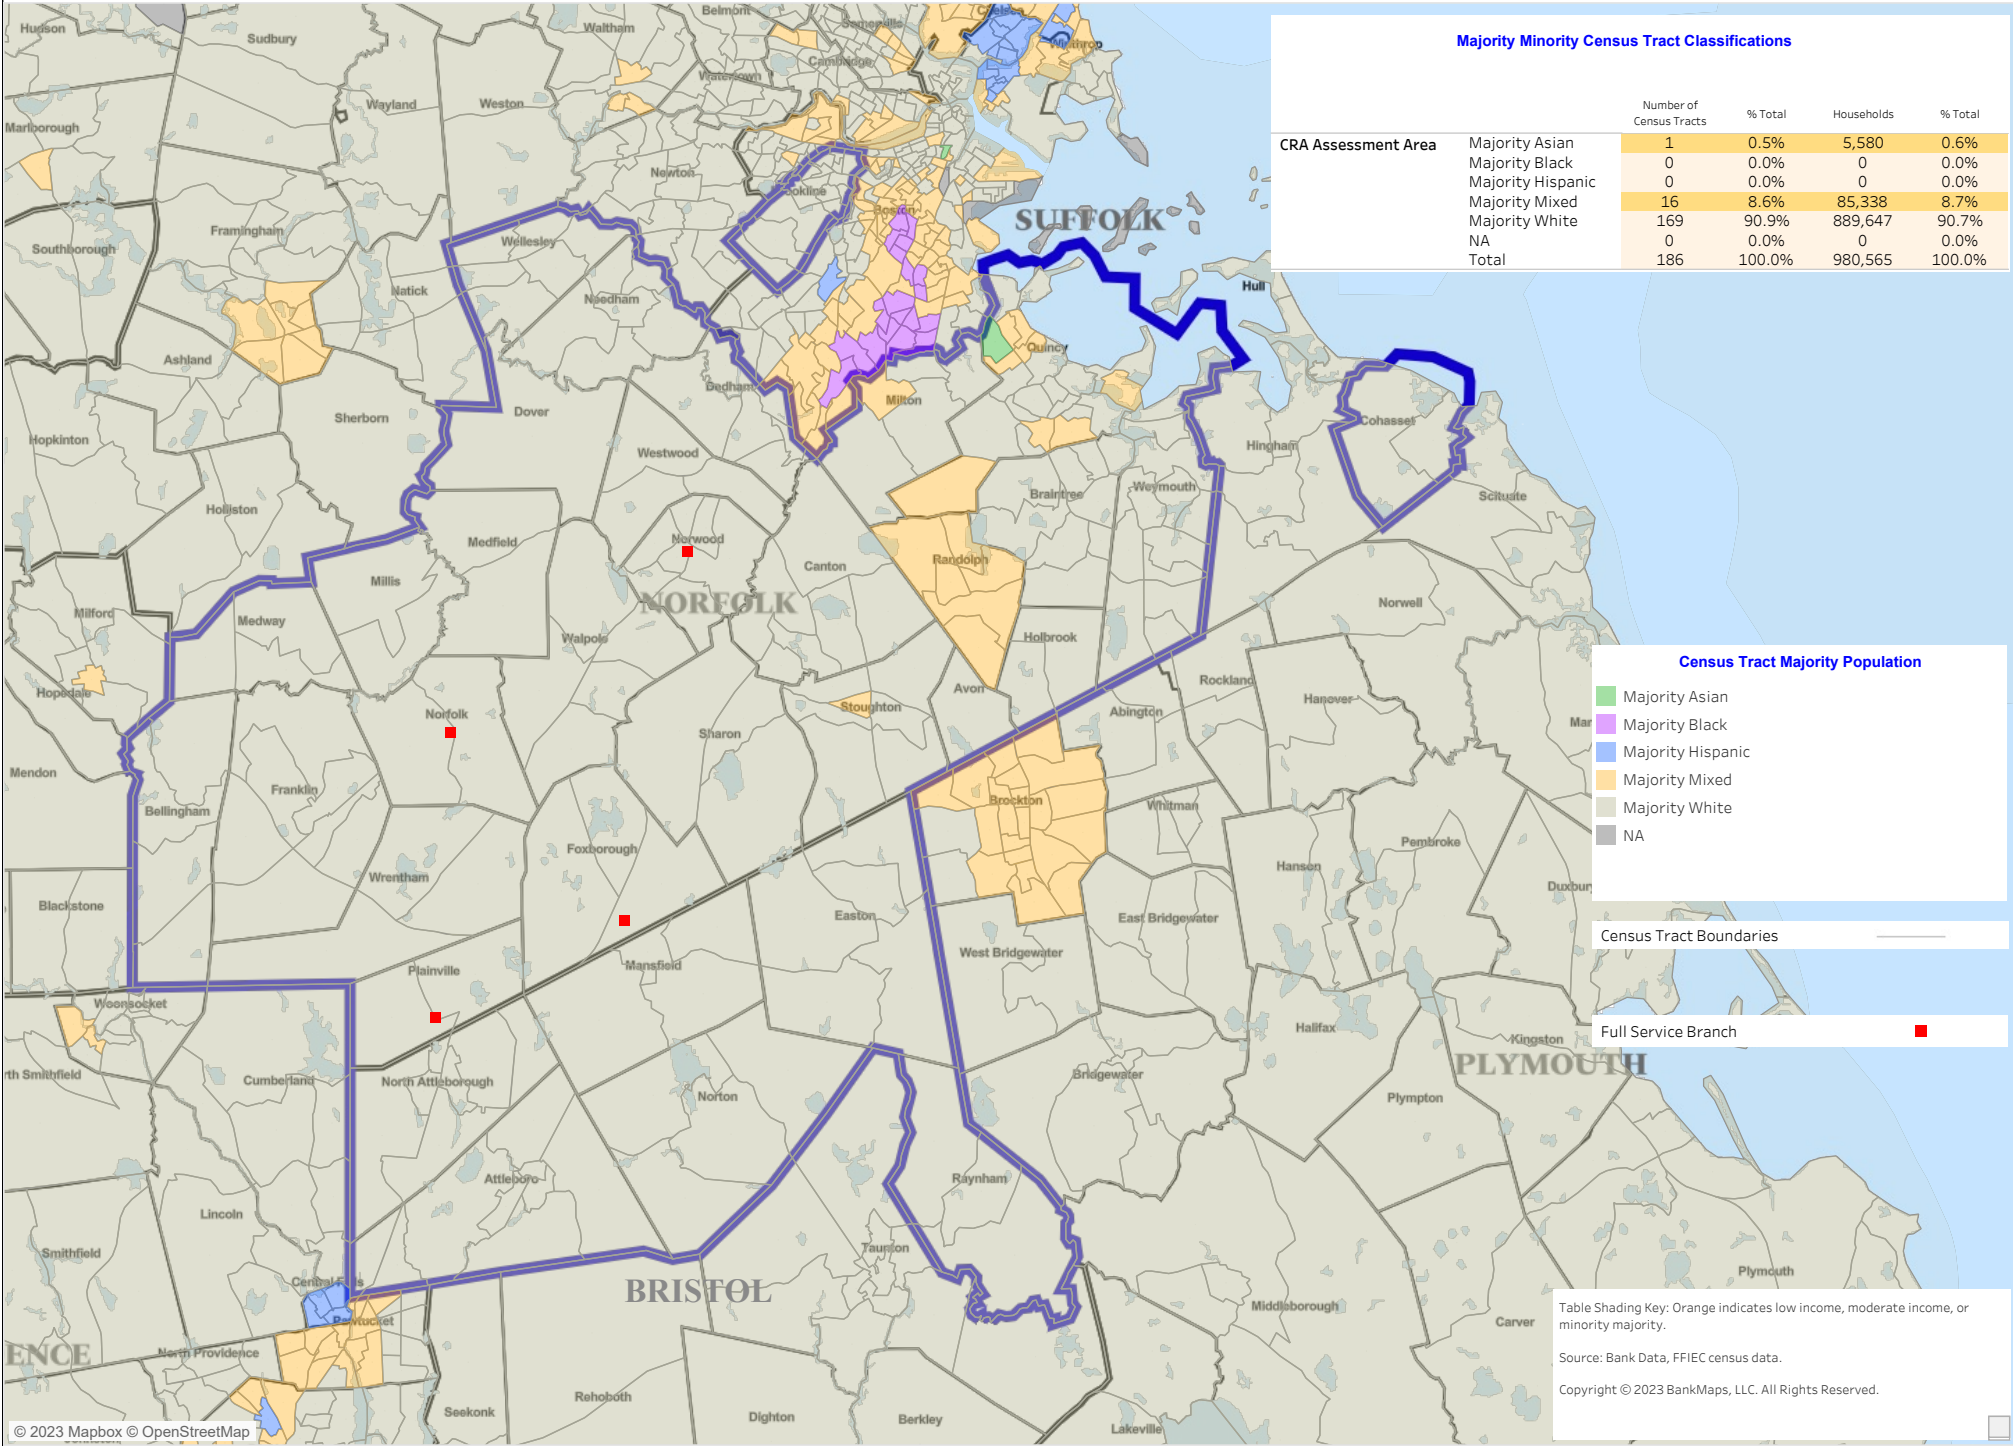 Majority Minority Census Tract Classifications
Number of Census Tracts % Total Households % Total
CRA Assessment Area Majority Asian 1 0.5% 5,580 0.6%
Majority Black 0 0.0% 0 0.0%
Majority Hispanic 0 0.0% 0 0.0%
Majority Mixed 16 8.6% 85,338 8.7%
Majority White 169 90.9% 889,647 90.7%
NA 0 0.0% 0 0.0%
Total 186 100.0% 980,565 100.0%
Hudson
Sudbury
Waltham
Belmont
Somerville
Chelsea
Winthrop
Cambridge
Watertown
Marlborough
Wayland
Weston
Newton
Boston
SUFFOLK
Southborough
Framingham
Wellesley
Natick
Needham
Hull
Ashland
Quincy
Dedham
Milton
Sherborn
Dover
Hopkinton
Westwood
Cohasset
Hingham
Holliston
Braintree
Weymouth
Scituate
Medfield
Norwood
Canton
Randolph
Millis
NORFOLK
Norwell
Milford
Medway
Walpole
Holbrook
Hopedale
Norfolk
Stoughton
Avon
Abington
Rockland
Hanover
Mar
Sharon
Mendon
Franklin
Bellingham
Brockton
Whitman
Pembroke
Foxborough
Wrentham
Hanson
Duxbury
Blackstone
Easton
East Bridgewater
West Bridgewater
Plainville
Mansfield
Woonsocket
Halifax
Kingston
PLYMOUTH
rth Smithfield
Cumberland
North Attleborough
Norton
Bridgewater
Plympton
Attleboro
Raynham
Lincoln
Smithfield
Taunton
Central Falls
BRISTOL
Plymouth
Pawtucket
Middleborough
Carver
ENCE
North Providence
Rehoboth
Seekonk
Dighton
Berkley
Lakeville
Census Tract Majority Population
Majority Asian
Majority Black
Majority Hispanic
Majority Mixed
Majority White
NA
Census Tract Boundaries
Full Service Branch
Table Shading Key: Orange indicates low income, moderate income, or
minority majority.
Source: Bank Data, FFIEC census data.
Copyright © 2023 BankMaps, LLC. All Rights Reserved.
© 2023 Mapbox © OpenStreetMap